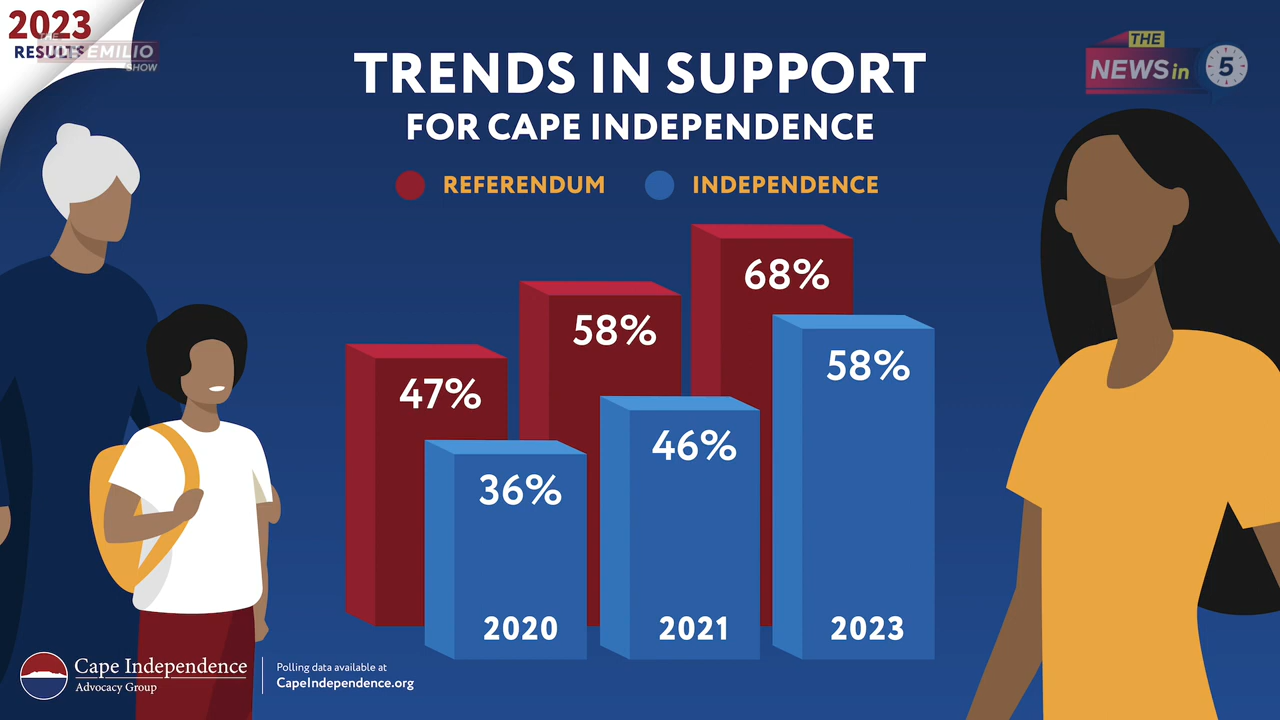 2023
RESULTS
THE
EMILIO
SHOW
THE
NEWS in 5
TRENDS IN SUPPORT
FOR CAPE INDEPENDENCE
REFERENDUM INDEPENDENCE
68%
58%
58%
47%
46%
36%
2020 2021 2023
Cape Independence
Advocacy Group
Polling data available at
CapeIndependence.org